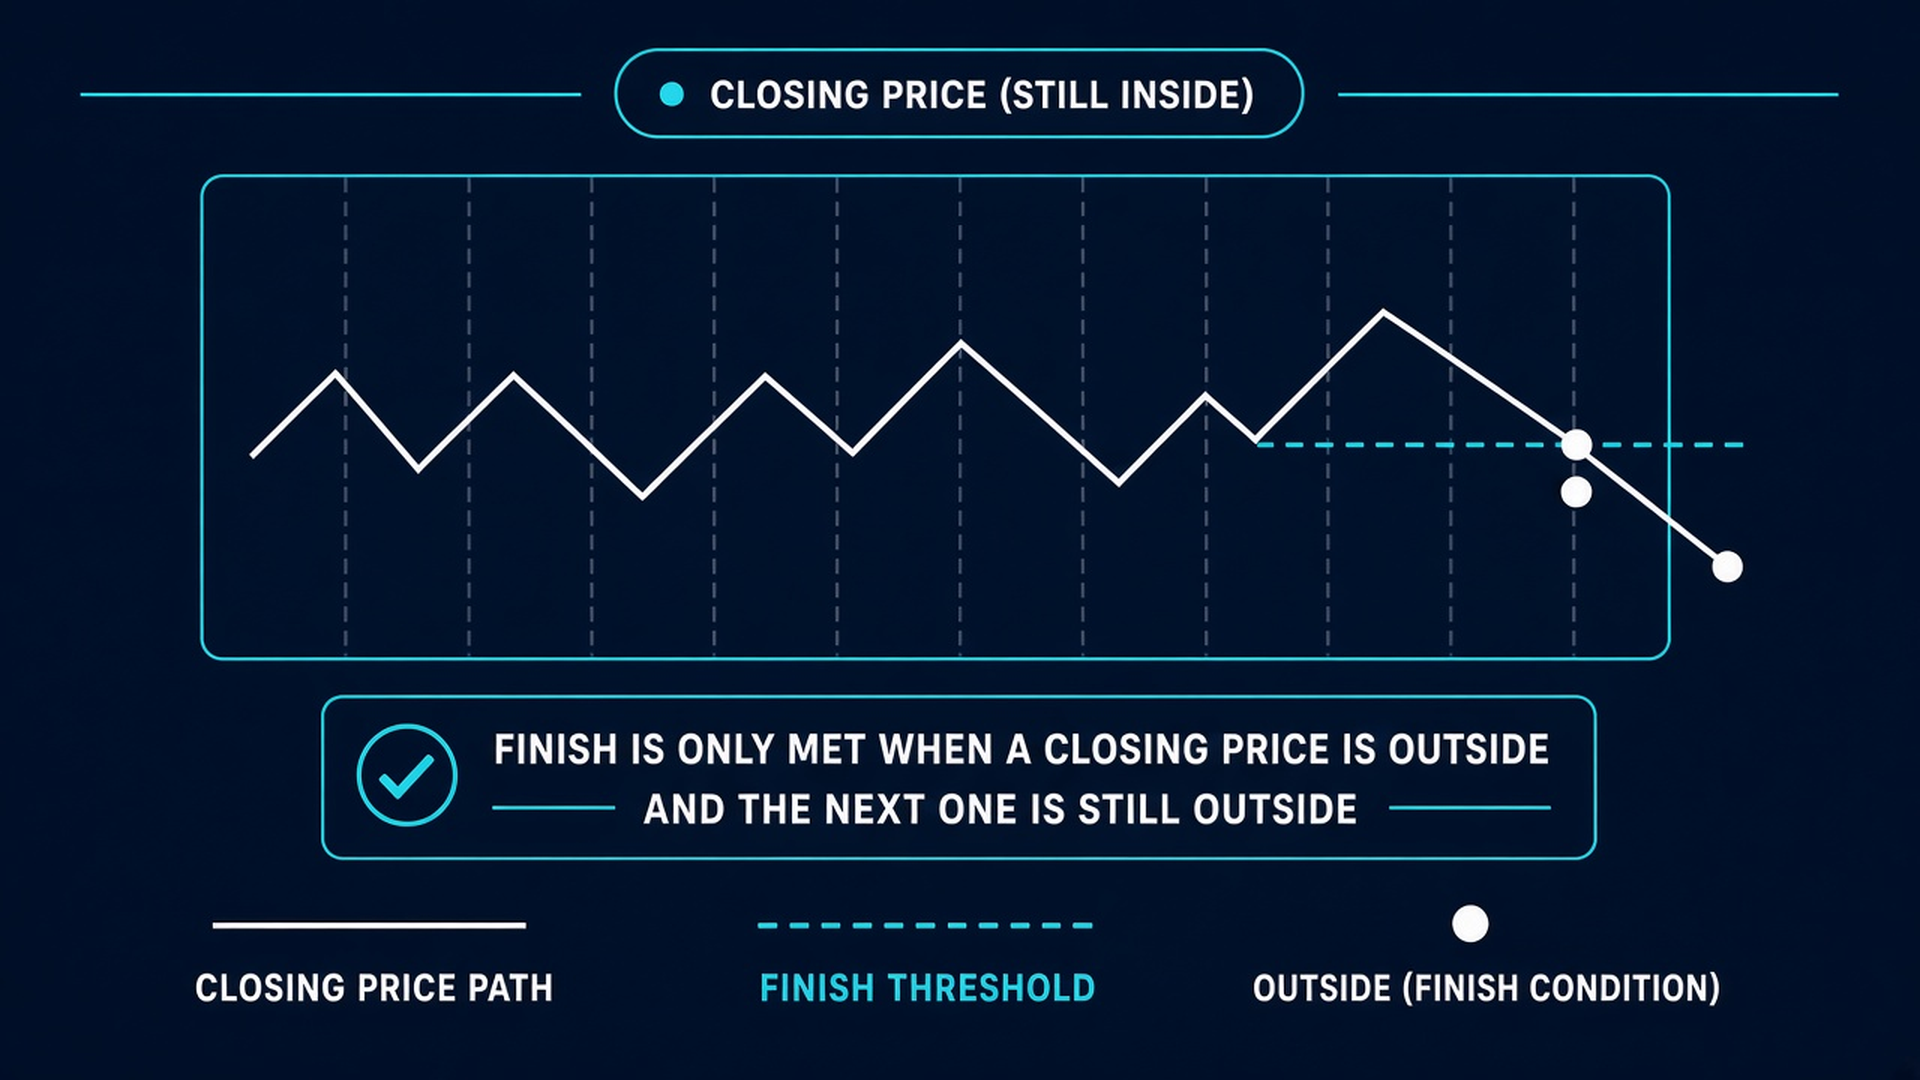 CLOSING PRICE (STILL INSIDE)
FINISH IS ONLY MET WHEN A CLOSING PRICE IS OUTSIDE
AND THE NEXT ONE IS STILL OUTSIDE
CLOSING PRICE PATH
FINISH THRESHOLD
OUTSIDE (FINISH CONDITION)